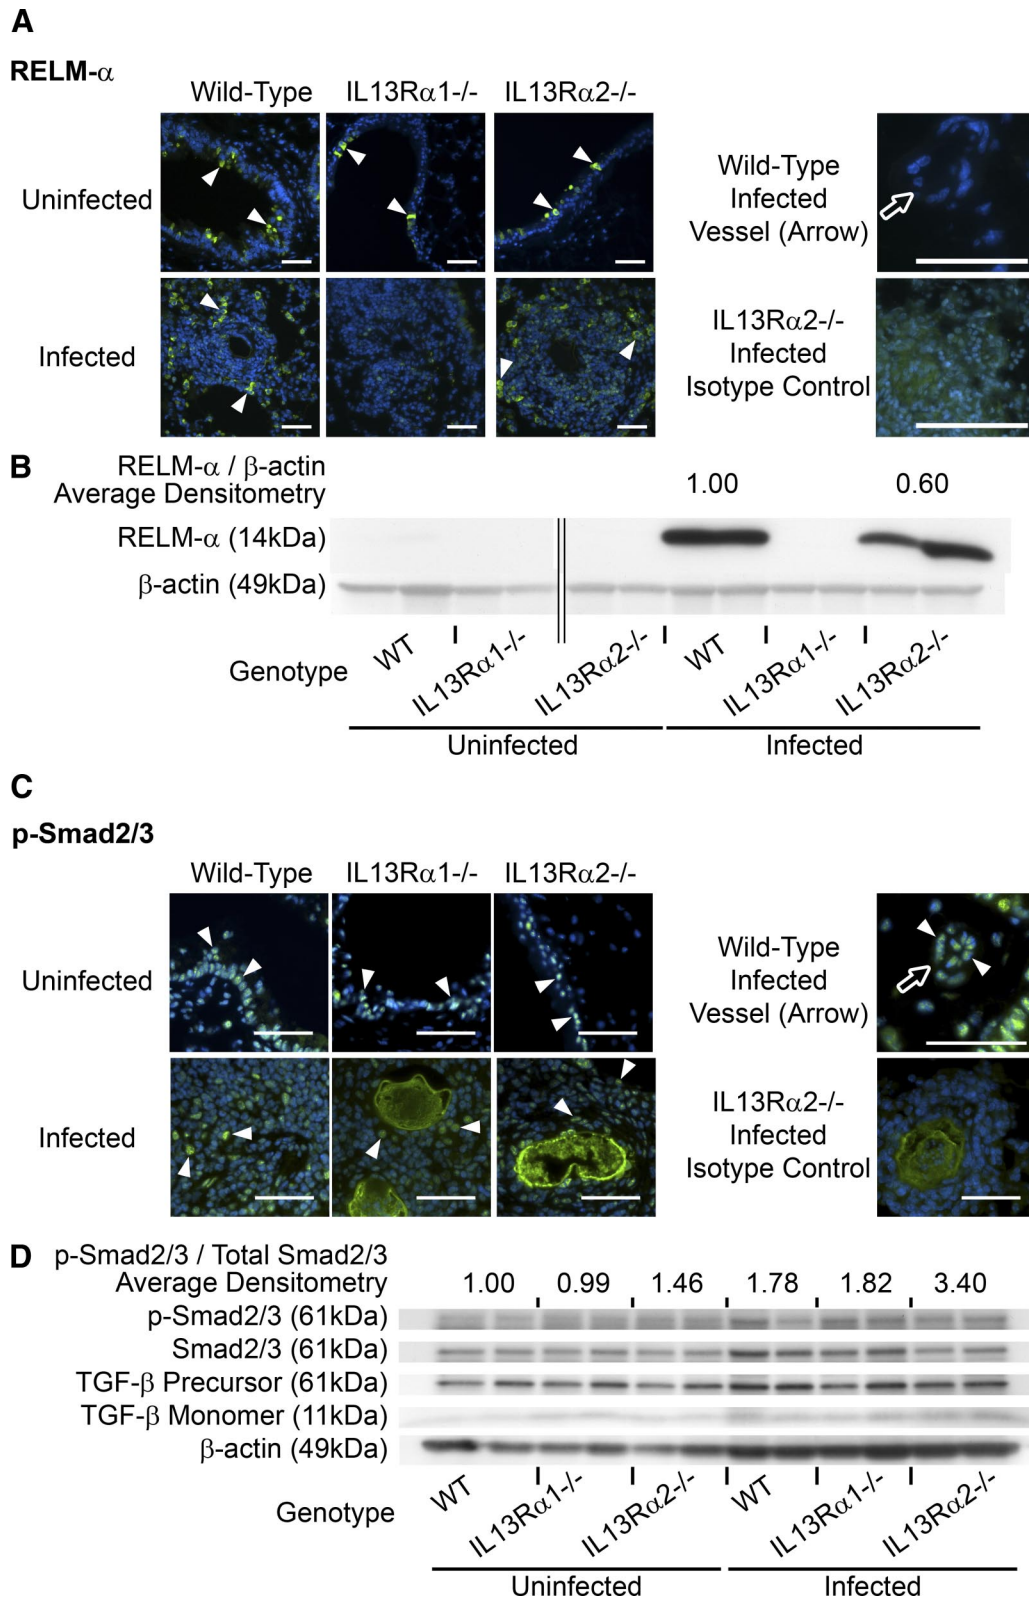 A
RELM-α
Wild-Type IL13Rα1-/- IL13Rα2-/-
Uninfected
Wild-Type
Infected
Vessel (Arrow)
Infected
IL13Rα2-/-
Infected
Isotype Control
B
RELM-α / β-actin
Average Densitometry 1.00 0.60
RELM-α (14kDa)
β-actin (49kDa)
Genotype WT IL13Rα1-/- IL13Rα2-/- WT IL13Rα1-/- IL13Rα2-/-
Uninfected Infected
C
p-Smad2/3
Wild-Type IL13Rα1-/- IL13Rα2-/-
Uninfected
Wild-Type
Infected
Vessel (Arrow)
Infected
IL13Rα2-/-
Infected
Isotype Control
D
p-Smad2/3 / Total Smad2/3
Average Densitometry 1.00 0.99 1.46 1.78 1.82 3.40
p-Smad2/3 (61kDa)
Smad2/3 (61kDa)
TGF-β Precursor (61kDa)
TGF-β Monomer (11kDa)
β-actin (49kDa)
Genotype WT IL13Rα1-/- IL13Rα2-/- WT IL13Rα1-/- IL13Rα2-/-
Uninfected Infected